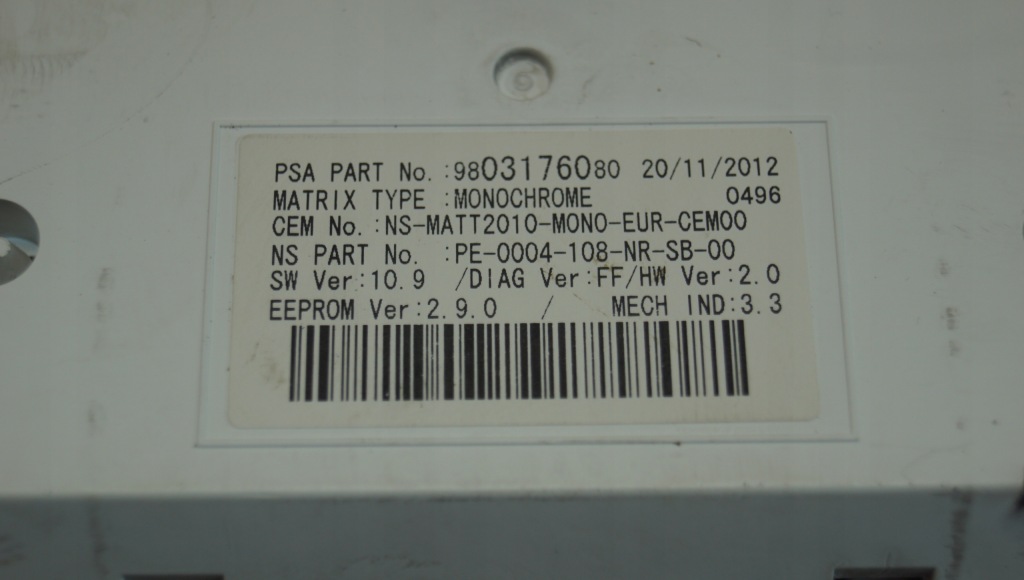 PSA PART No.:9803176080 20/11/2012
MATRIX TYPE :MONOCHROME 0496
CEM No.:NS-MATT2010-MONO-EUR-CEM00
NS PART No. :PE-0004-108-NR-SB-00
SW Ver:10.9 /DIAG Ver:FF/HW Ver:2.0
EEPROM Ver:2.9.0 / MECH IND:3.3